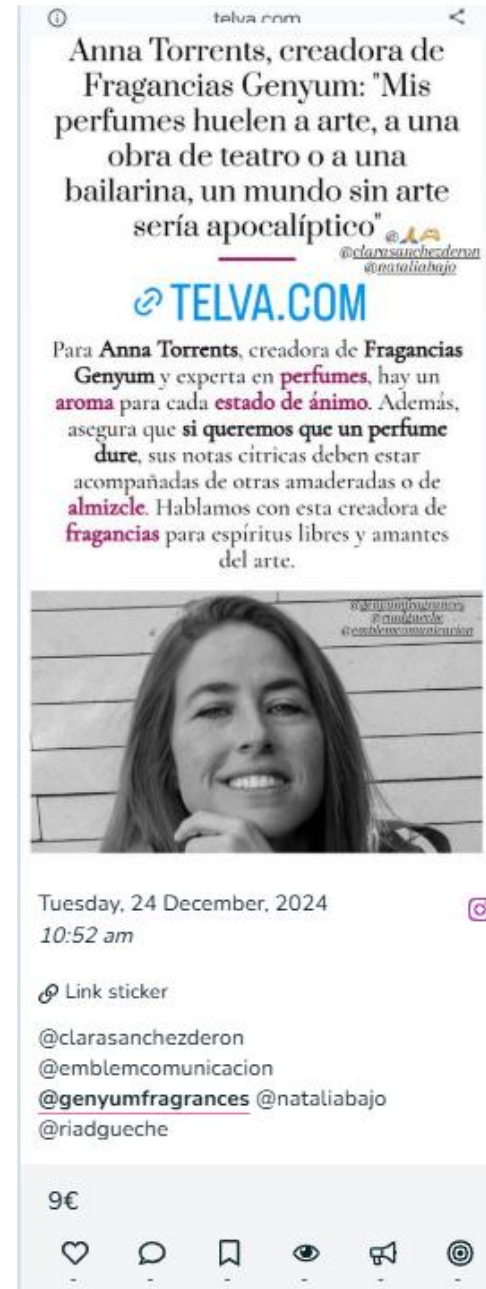 telva.com
Anna Torrents, creadora de
Fragancias Genyum: "Mis
perfumes huelen a arte, a una
obra de teatro o a una
bailarina, un mundo sin arte
sería apocalíptico"
@clarasanchezderon
@nataliabajo
TELVA.COM
Para Anna Torrents, creadora de Fragancias
Genyum y experta en perfumes, hay un
aroma para cada estado de ánimo. Además,
asegura que si queremos que un perfume
dure, sus notas cítricas deben estar
acompañadas de otras amaderadas o de
almizcle. Hablamos con esta creadora de
fragancias para espíritus libres y amantes
del arte.
@genyumfragrances
@riadgueche
@emblemcomunicacion
Tuesday, 24 December, 2024
10:52 am
Link sticker
@clarasanchezderon
@emblemcomunicacion
@genyumfragrances @nataliabajo
@riadgueche
9€
- - - - - -